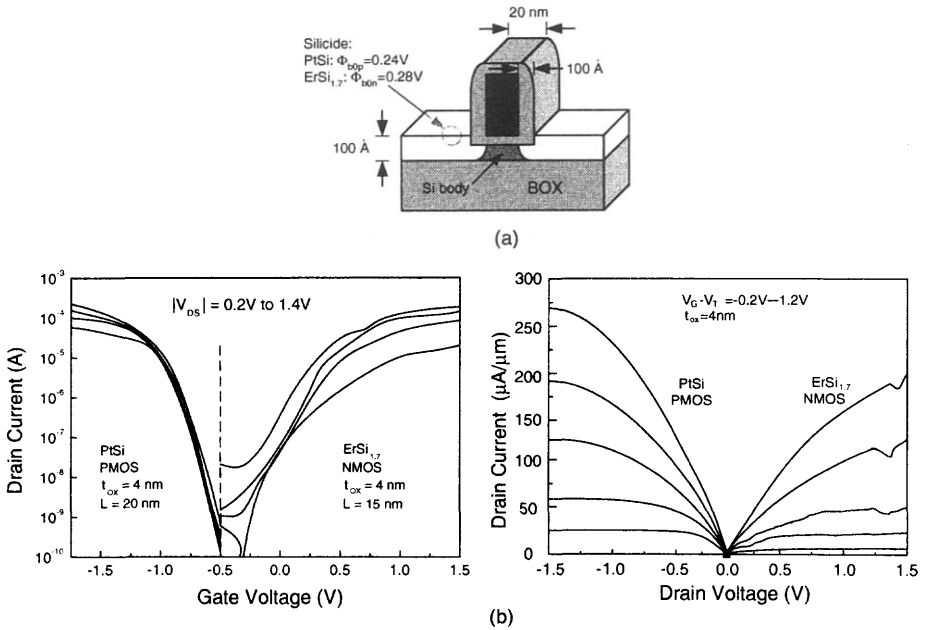 20 nm
Silicide:
PtSi: Φb0p=0.24V
ErSi1.7: Φb0n=0.28V
100 Å
100 Å
Si body
BOX
(a)
Drain Current (A)
10⁻³
10⁻⁴
10⁻⁵
10⁻⁶
10⁻⁷
10⁻⁸
10⁻⁹
10⁻¹⁰
|VDS| = 0.2V to 1.4V
PtSi
PMOS
tox = 4 nm
L = 20 nm
ErSi1.7
NMOS
tox = 4 nm
L = 15 nm
-1.5 -1.0 -0.5 0.0 0.5 1.0 1.5
Gate Voltage (V)
Drain Current (μA/μm)
300
250
200
150
100
50
0
VG-VT =-0.2V—1.2V
tox=4nm
PtSi
PMOS
ErSi1.7
NMOS
-1.5 -1.0 -0.5 0.0 0.5 1.0 1.5
Drain Voltage (V)
(b)